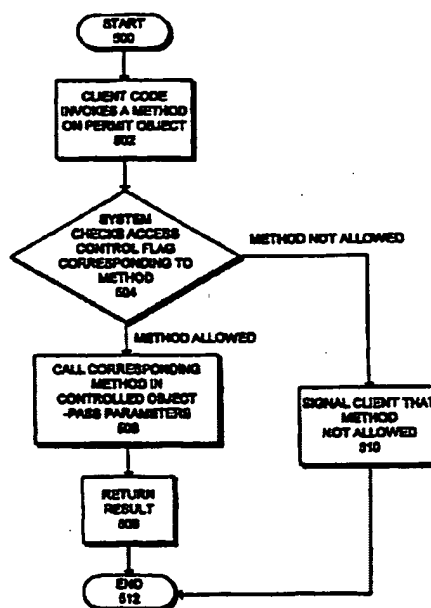 START
500
CLIENT CODE
INVOKES A METHOD
ON PERMIT OBJECT
502
SYSTEM
CHECKS ACCESS
CONTROL FLAG
CORRESPONDING TO
METHOD
504
METHOD NOT ALLOWED
METHOD ALLOWED
CALL CORRESPONDING
METHOD IN
CONTROLLED OBJECT
-PASS PARAMETERS
SIGNAL CLIENT THAT
METHOD
NOT ALLOWED
510
RETURN
RESULT
END
512